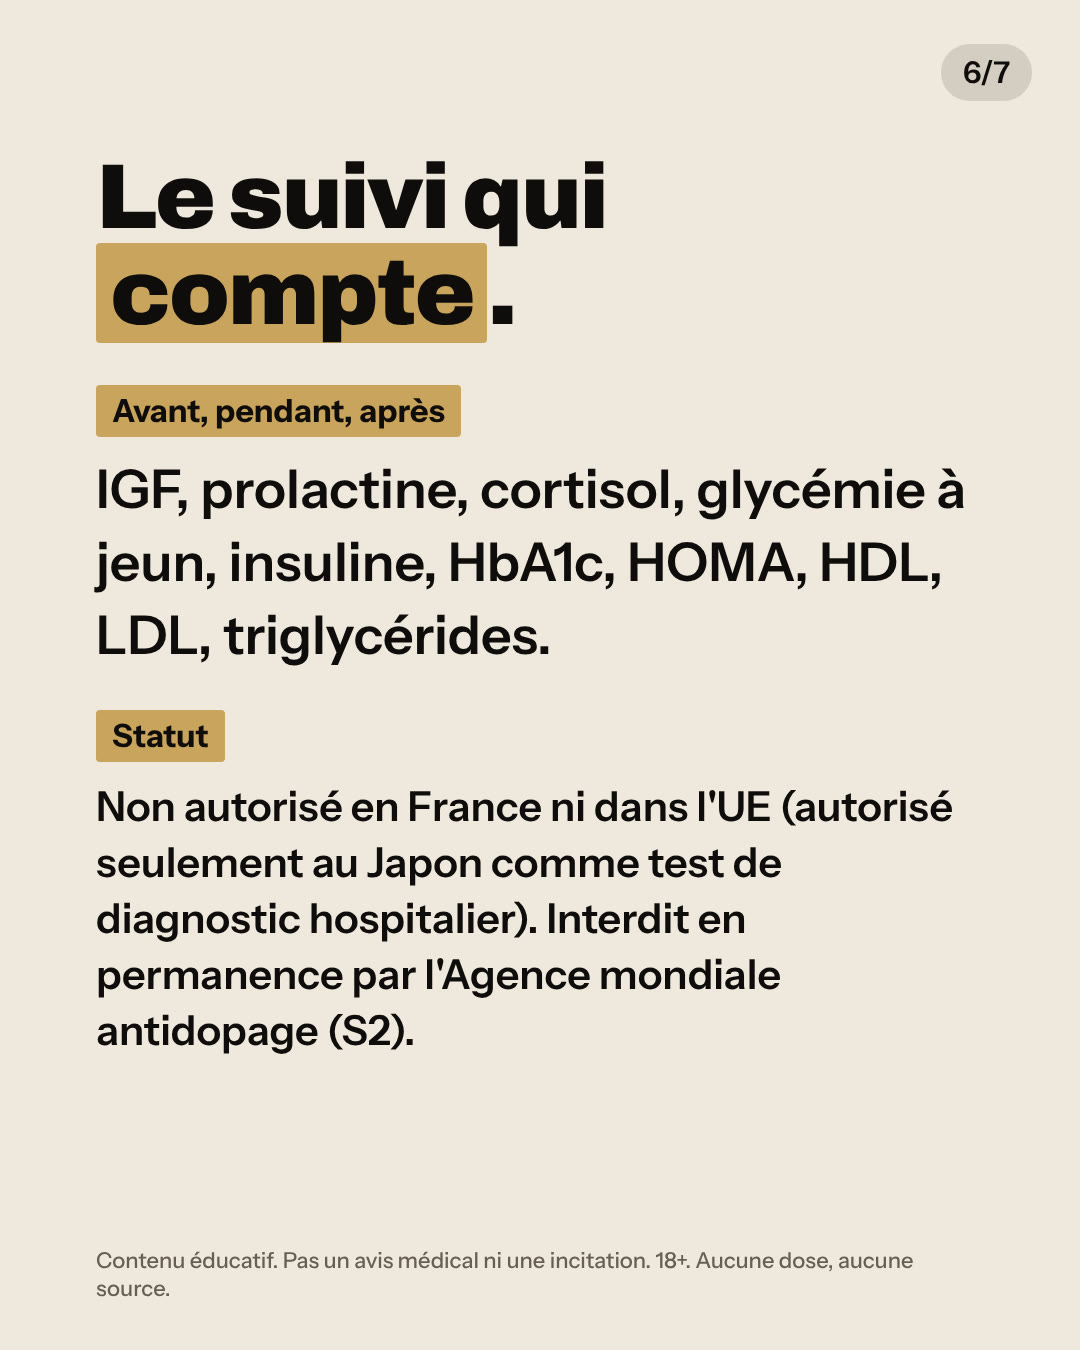 6/7
Le suivi qui
compte.
Avant, pendant, après
IGF, prolactine, cortisol, glycémie à
jeun, insuline, HbA1c, HOMA, HDL,
LDL, triglycérides.
Statut
Non autorisé en France ni dans l'UE (autorisé
seulement au Japon comme test de
diagnostic hospitalier). Interdit en
permanence par l'Agence mondiale
antidopage (S2).
Contenu éducatif. Pas un avis médical ni une incitation. 18+. Aucune dose, aucune
source.